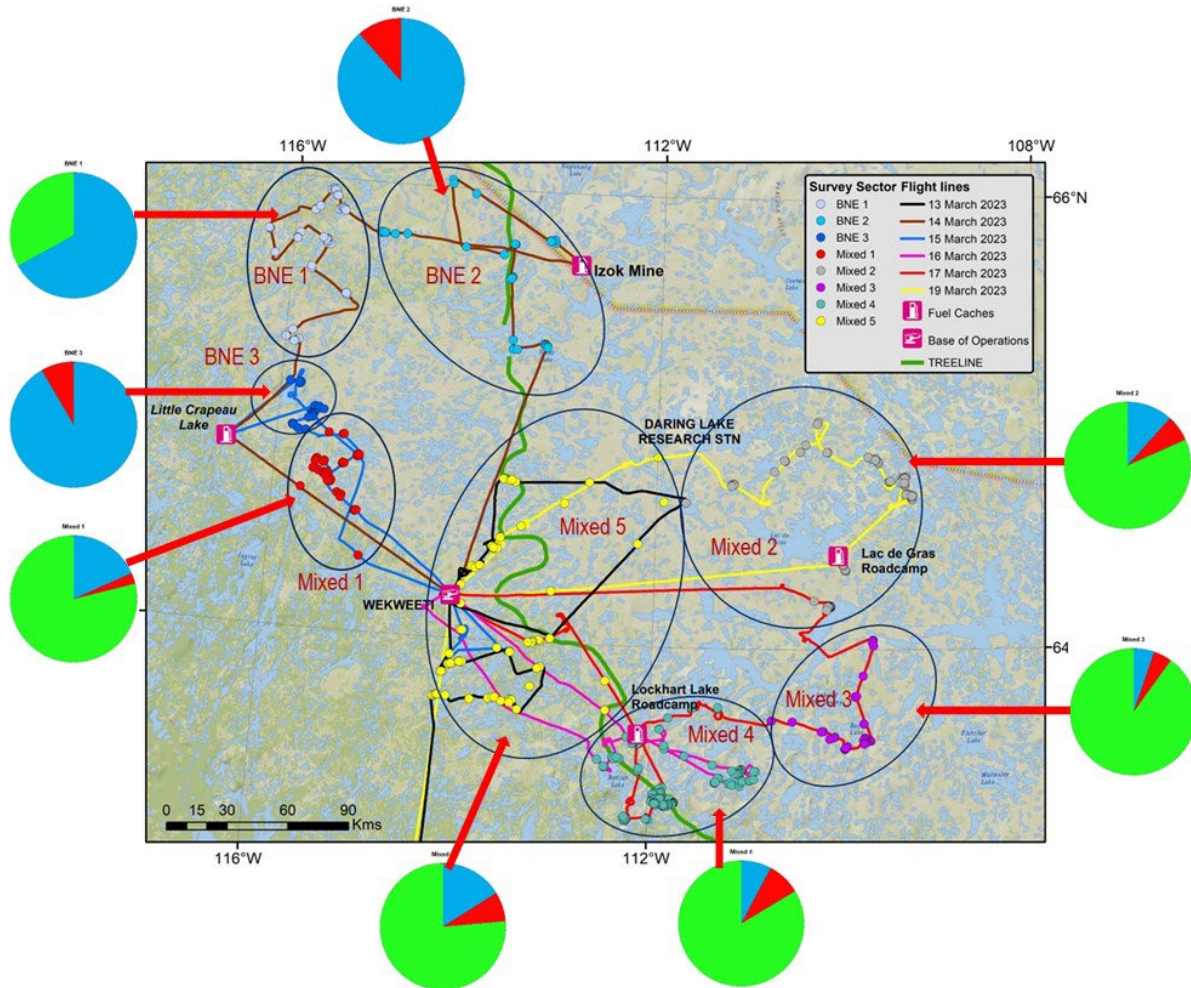 BNE 2
BNE 1
BNE 3
Mixed 1
Mixed 2
Mixed 3
Mixed 4
116°W
112°W
108°W
66°N
64
116°W
112°W
Survey Sector
BNE 1
BNE 2
BNE 3
Mixed 1
Mixed 2
Mixed 3
Mixed 4
Mixed 5
Flight lines
13 March 2023
14 March 2023
15 March 2023
16 March 2023
17 March 2023
19 March 2023
Fuel Caches
Base of Operations
TREELINE
BNE 1
BNE 2
Izok Mine
BNE 3
Little Crapeau
Lake
DARING LAKE
RESEARCH STN
Mixed 5
Mixed 2
Lac de Gras
Roadcamp
Mixed 1
WEKWEETI
Lockhart Lake
Roadcamp
Mixed 3
Mixed 4
0 15 30 60 90
Kms